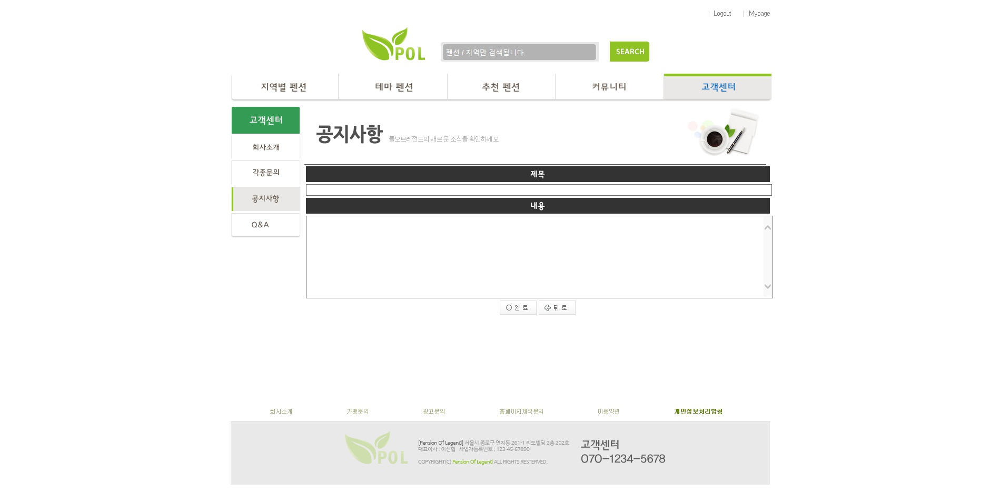 Logout Mypage
POL
펜션 / 지역만 검색됩니다.
SEARCH
지역별 펜션 테마 펜션 추천 펜션 커뮤니티 고객센터
고객센터
회사소개
각종문의
공지사항
Q&A
공지사항 폴오브레전드의 새로운 소식을 확인하세요
제목
내용
완 료 뒤 로
회사소개 가맹문의 광고문의 홈페이지제작문의 이용약관 개인정보처리방침
POL
[Pension Of Legend] 서울시 종로구 연지동 261-1 리도빌딩 2층 202호
대표이사 : 이신협 사업자등록번호 ; 123-45-67890
COPYRIGHT(C) Pension Of Legend ALL RIGHTS RESTERVED.
고객센터
070-1234-5678